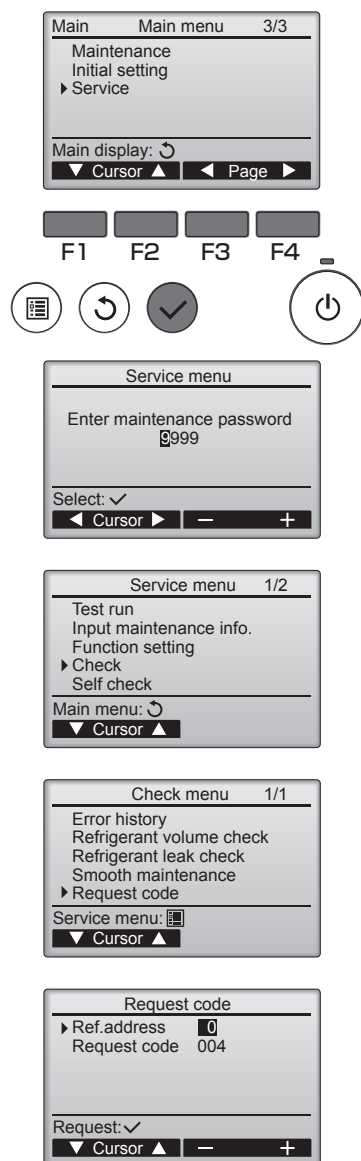 Main Main menu 3/3
Maintenance
Initial setting
Service
Main display:
Cursor Page
F1 F2 F3 F4
Service menu
Enter maintenance password
9999
Select:
Cursor − +
Service menu 1/2
Test run
Input maintenance info.
Function setting
Check
Self check
Main menu:
Cursor
Check menu 1/1
Error history
Refrigerant volume check
Refrigerant leak check
Smooth maintenance
Request code
Service menu:
Cursor
Request code
Ref.address 0
Request code 004
Request:
Cursor − +